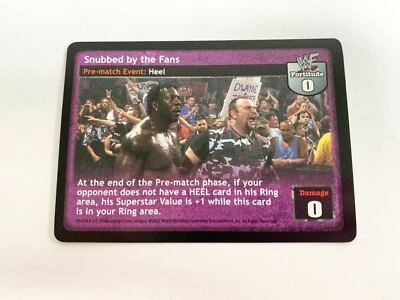 Snubbed by the Fans
Pre-match Event: Heel
Fortitude
0
DWAYNE
At the end of the Pre-match phase, if your
opponent does not have a HEEL card in his Ring
area, his Superstar Value is +1 while this card
is in your Ring area.
Damage
0